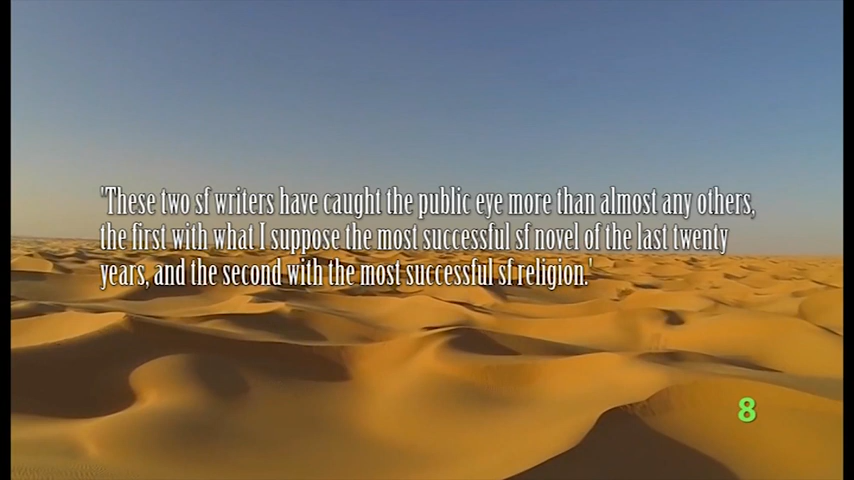 'These two sf writers have caught the public eye more than almost any others,
the first with what I suppose the most successful sf novel of the last twenty
years, and the second with the most successful sf religion.'
8